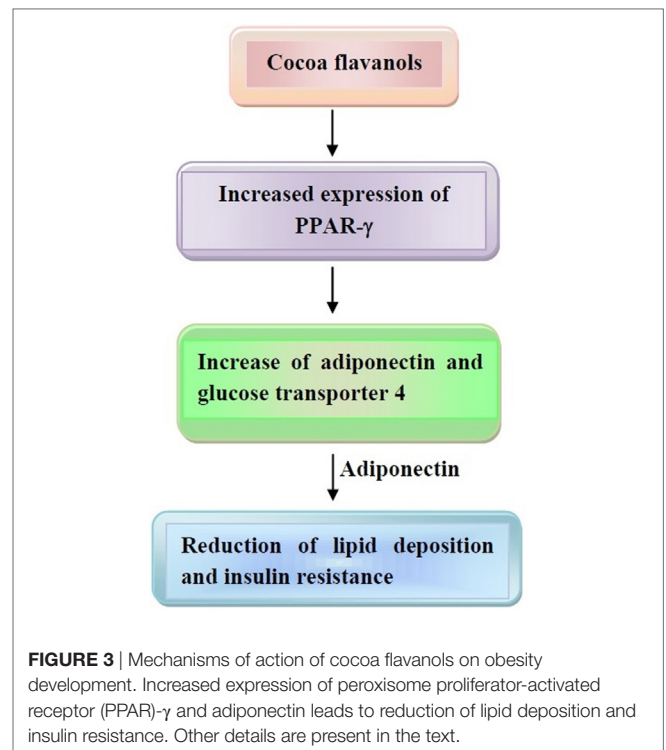 Cocoa flavanols
Increased expression of
PPAR-γ
Increase of adiponectin and
glucose transporter 4
Adiponectin
Reduction of lipid deposition
and insulin resistance
FIGURE 3 | Mechanisms of action of cocoa flavanols on obesity
development. Increased expression of peroxisome proliferator-activated
receptor (PPAR)-γ and adiponectin leads to reduction of lipid deposition and
insulin resistance. Other details are present in the text.